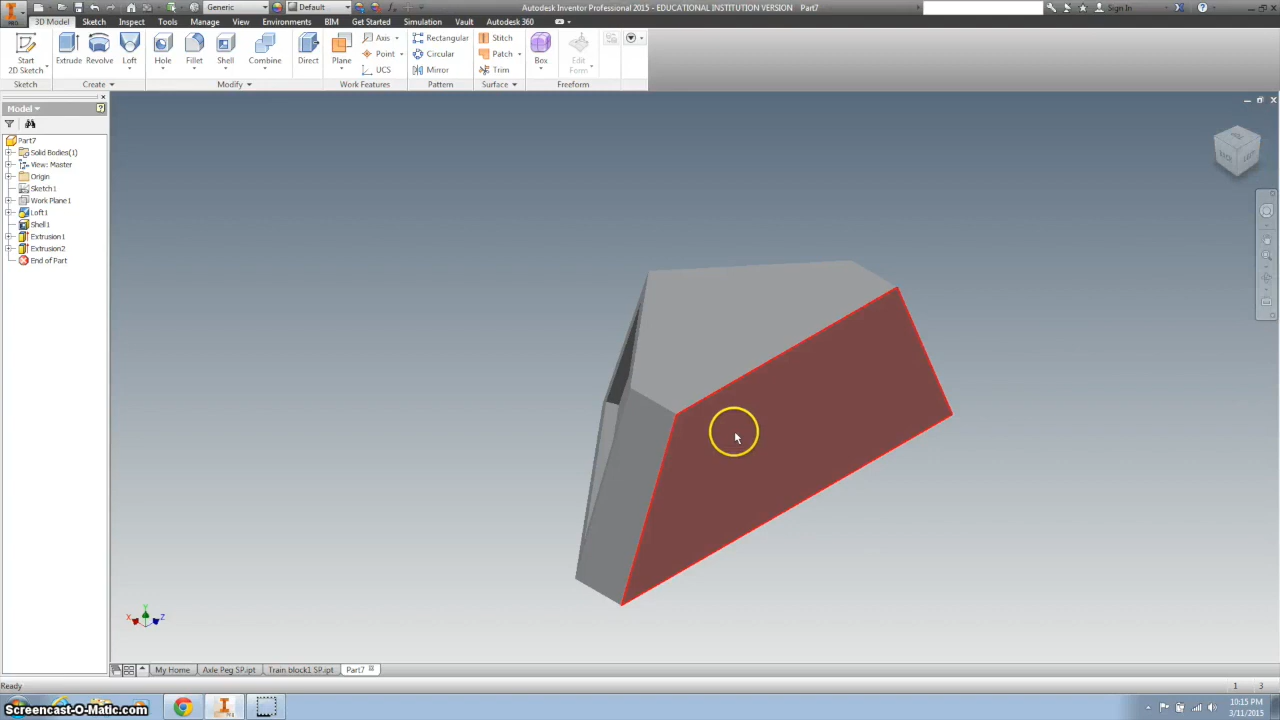 Generic
Default
Autodesk Inventor Professional 2015 - EDUCATIONAL INSTITUTION VERSION Part7
Sign In
PRO
3D Model Sketch Inspect Tools Manage View Environments BIM Get Started Simulation Vault Autodesk 360
Start
2D Sketch
Extrude Revolve Loft
Hole Fillet Shell Combine Direct
Plane
Axis
Point
UCS
Rectangular
Circular
Mirror
Stitch
Patch
Trim
Box
Edit
Form
Sketch Create Modify Work Features Pattern Surface Freeform
Model
Part7
Solid Bodies(1)
View: Master
Origin
Sketch1
Work Plane1
Loft1
Shell1
Extrusion1
Extrusion2
End of Part
Y
X Z
My Home Axle Peg SP.ipt Train block1 SP.ipt Part7
Ready
1 3
Screencast-O-Matic.com
10:15 PM
3/11/2015